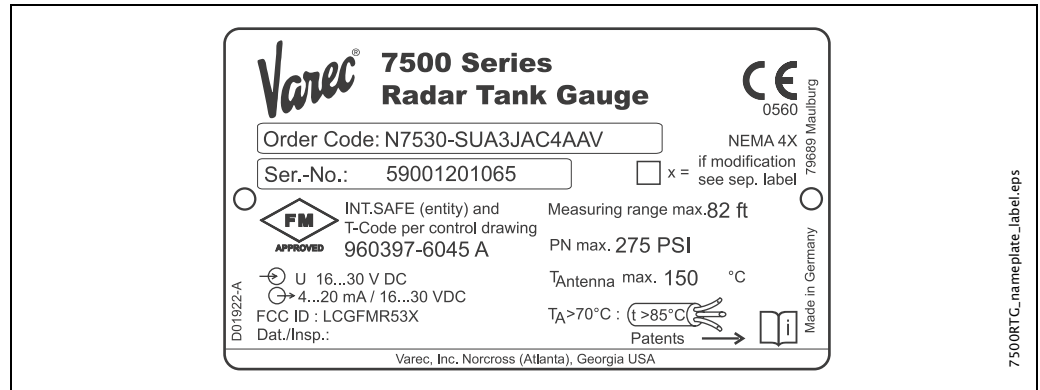 Varec®
7500 Series
Radar Tank Gauge
CE
0560
Order Code: N7530-SUA3JAC4AAV
NEMA 4X
Ser.-No.: 59001201065
x = if modification
see sep. label
FM
APPROVED
INT.SAFE (entity) and
T-Code per control drawing
960397-6045 A
Measuring range max.82 ft
PN max. 275 PSI
TAntenna max. 150 °C
U 16...30 V DC
4...20 mA / 16...30 VDC
FCC ID : LCGFMR53X
Dat./Insp.:
TA>70°C : t >85°C
Patents
i
Varec, Inc. Norcross (Atlanta), Georgia USA
D01922-A
79689 Maulburg
Made in Germany
7500RTG_nameplate_label.eps